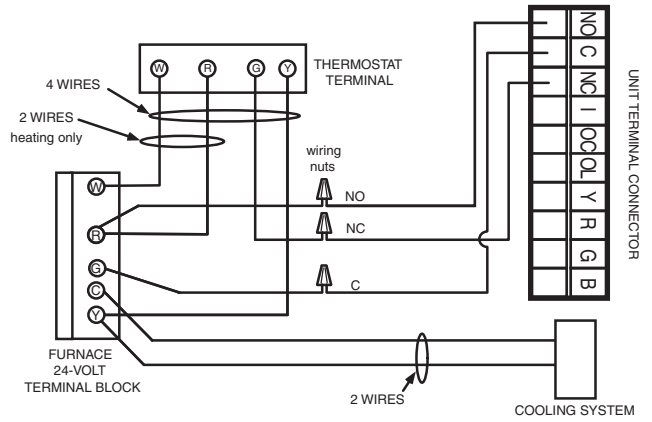 W R G Y
THERMOSTAT
TERMINAL
4 WIRES
2 WIRES
heating only
wiring
nuts
NO
NC
C
W
R
G
C
Y
FURNACE
24-VOLT
TERMINAL BLOCK
2 WIRES
COOLING SYSTEM
NO
C
NC
I
OC
OL
Y
R
G
B
UNIT TERMINAL CONNECTOR